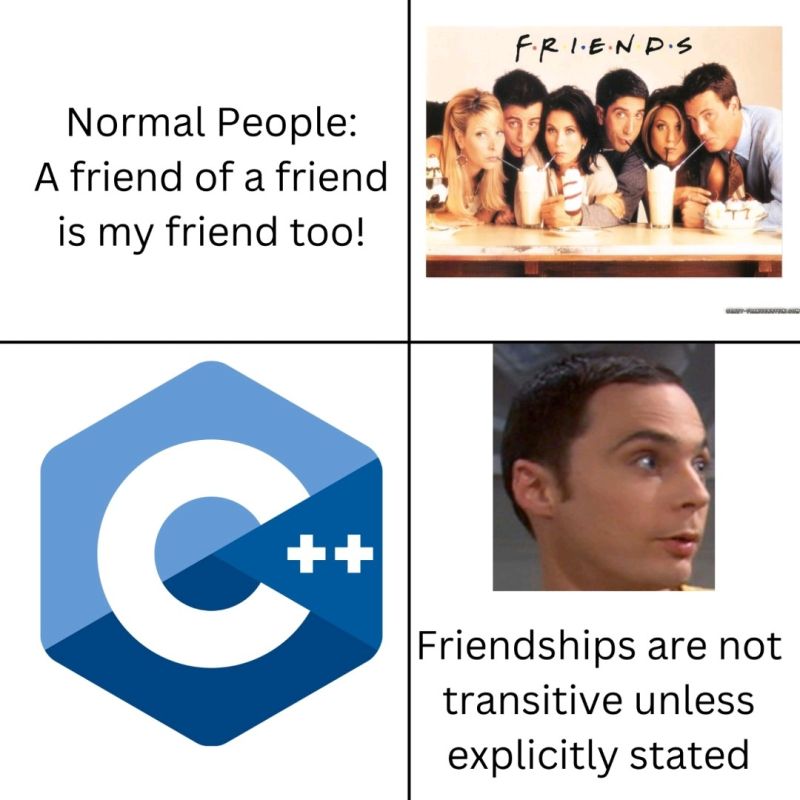 Normal People:
A friend of a friend
is my friend too!
F·R·I·E·N·D·S
C++
Friendships are not
transitive unless
explicitly stated